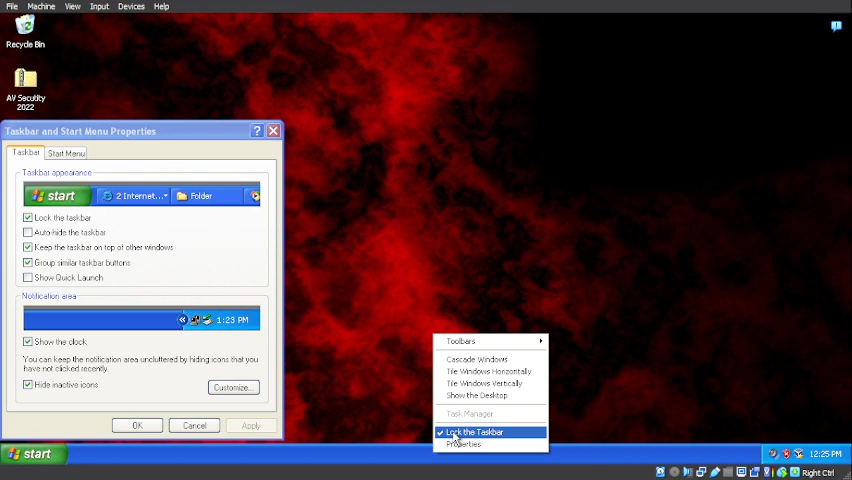 File Machine View Input Devices Help
Recycle Bin
AV Secutity
2022
Taskbar and Start Menu Properties
Taskbar Start Menu
Taskbar appearance
start 2 Internet... Folder
Lock the taskbar
Auto-hide the taskbar
Keep the taskbar on top of other windows
Group similar taskbar buttons
Show Quick Launch
Notification area
1:23 PM
Show the clock
You can keep the notification area uncluttered by hiding icons that you
have not clicked recently.
Hide inactive icons
Customize...
OK Cancel Apply
Toolbars
Cascade Windows
Tile Windows Horizontally
Tile Windows Vertically
Show the Desktop
Task Manager
Lock the Taskbar
Properties
start 12:25 PM
Right Ctrl